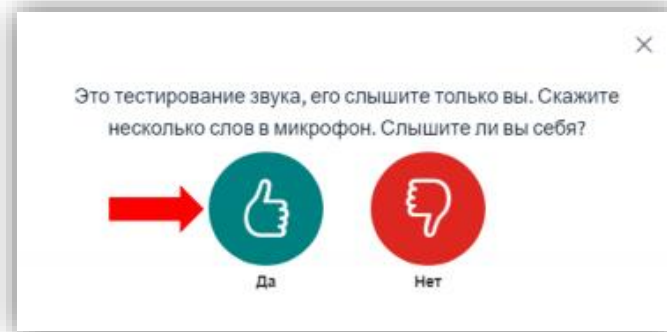 Это тестирование звука, его слышите только вы. Скажите
несколько слов в микрофон. Слышите ли вы себя?
Да
Нет